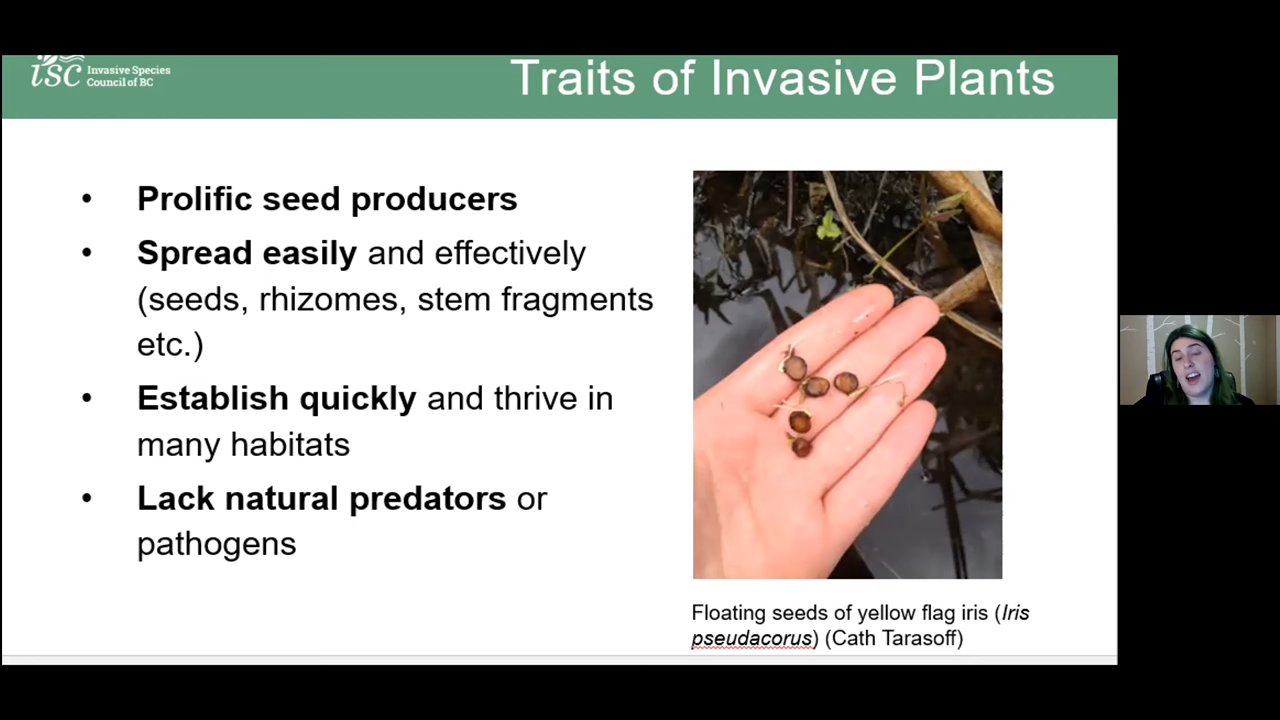 isc Invasive Species
Council of BC
Traits of Invasive Plants
• Prolific seed producers
• Spread easily and effectively
(seeds, rhizomes, stem fragments
etc.)
• Establish quickly and thrive in
many habitats
• Lack natural predators or
pathogens
Floating seeds of yellow flag iris (Iris
pseudacorus) (Cath Tarasoff)